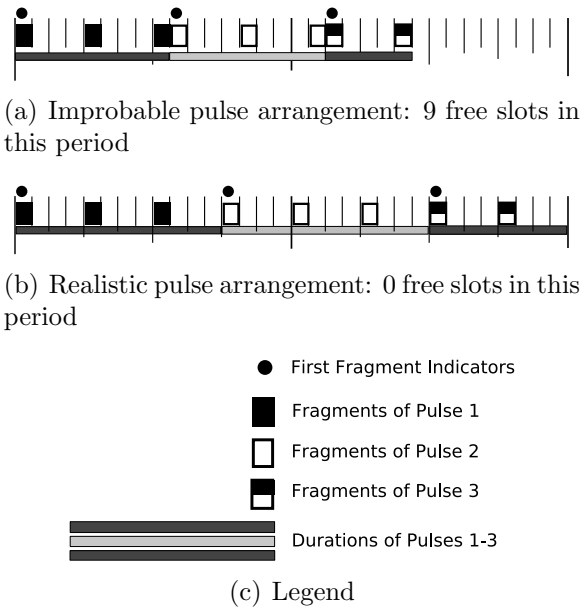 (a) Improbable pulse arrangement: 9 free slots in
this period
(b) Realistic pulse arrangement: 0 free slots in this
period
First Fragment Indicators
Fragments of Pulse 1
Fragments of Pulse 2
Fragments of Pulse 3
Durations of Pulses 1-3
(c) Legend